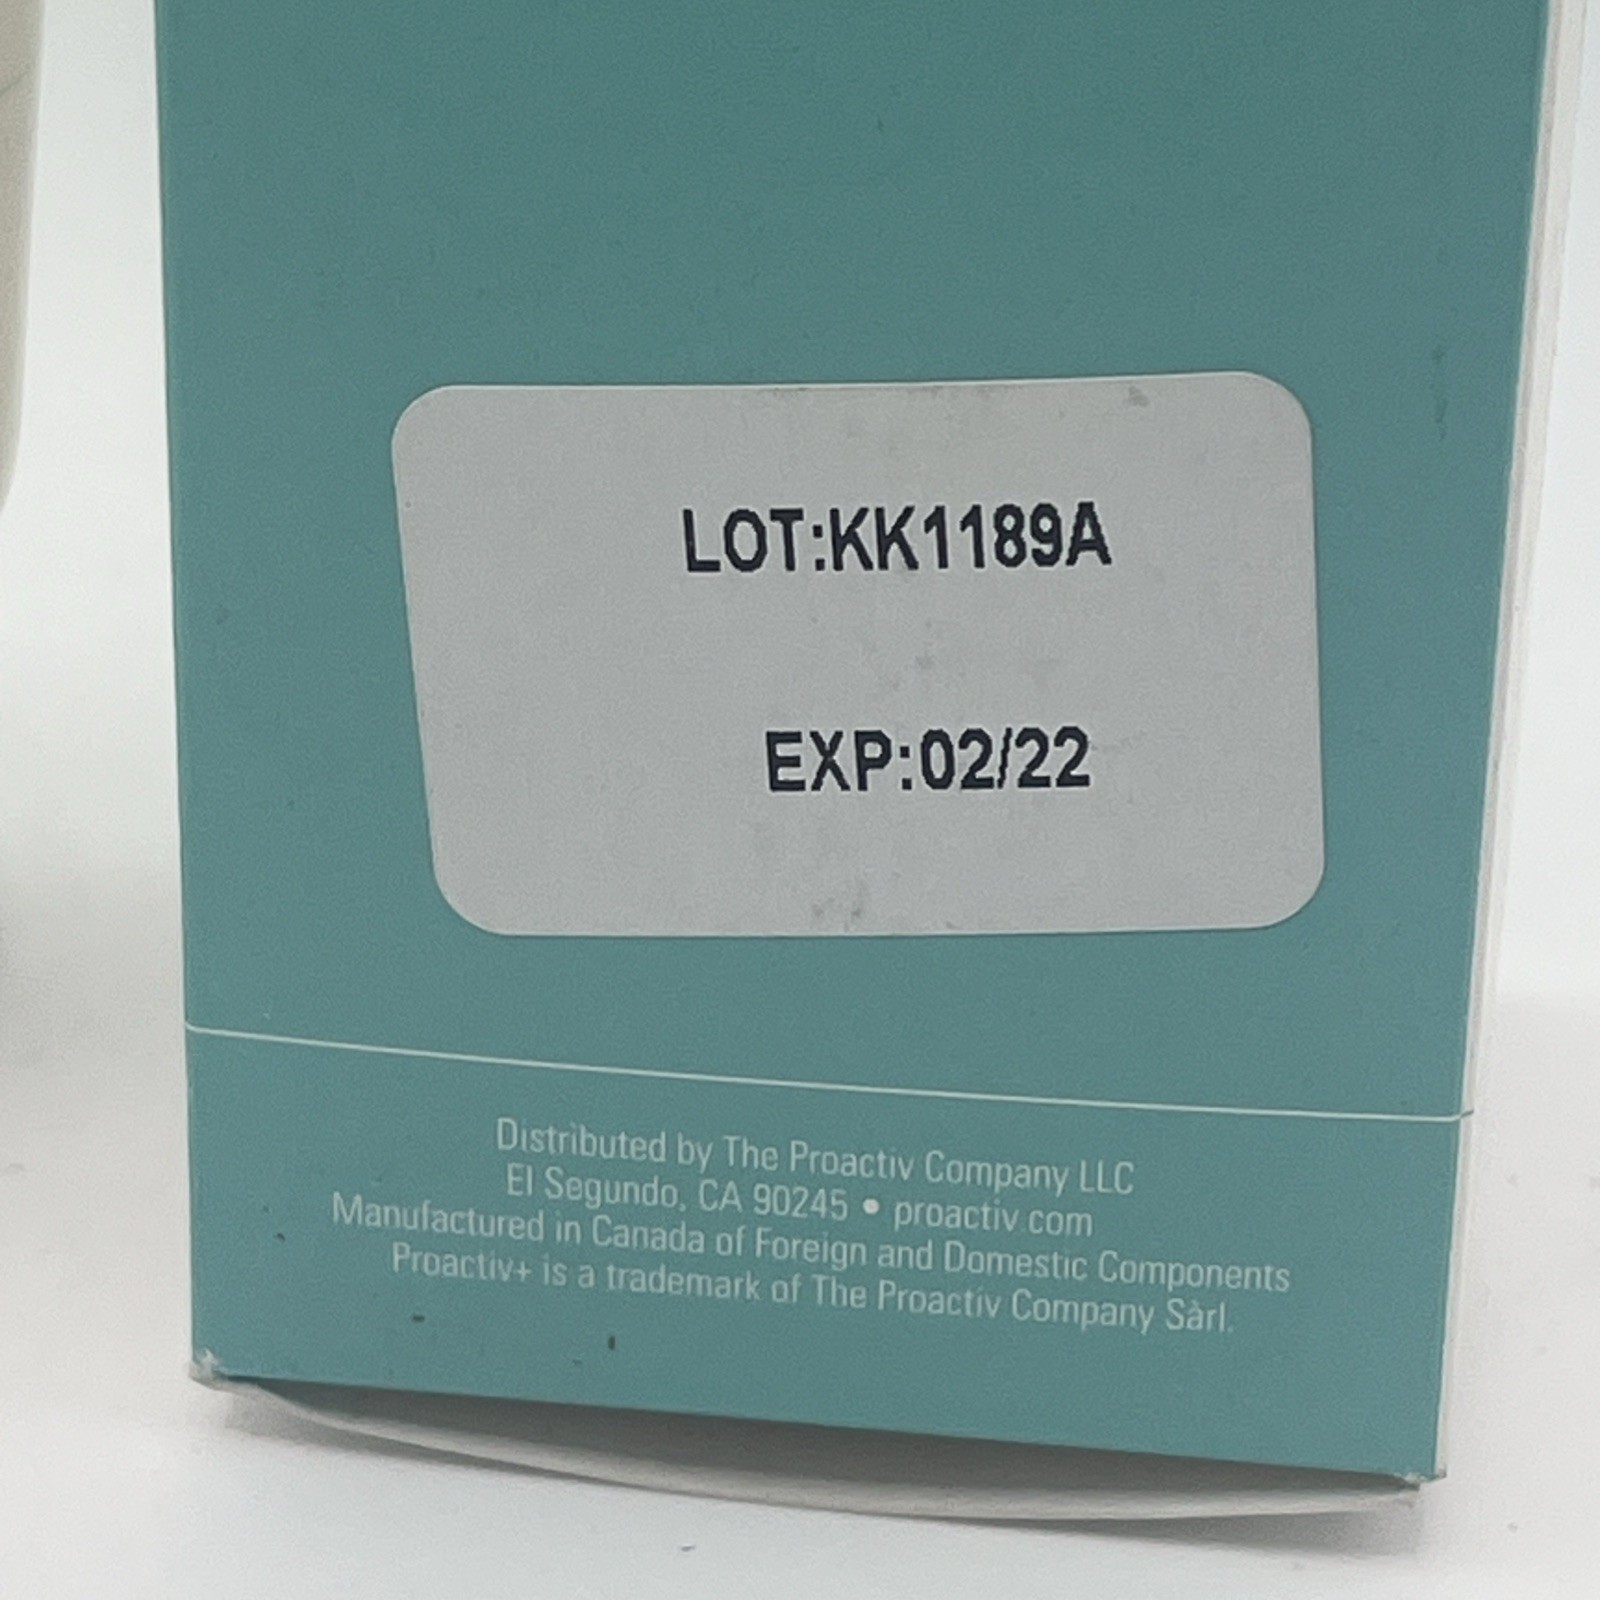 LOT:KK1189A
EXP:02/22
Distributed by The Proactiv Company LLC
El Segundo, CA 90245 • proactiv.com
Manufactured in Canada of Foreign and Domestic Components
Proactiv+ is a trademark of The Proactiv Company Sàrl.